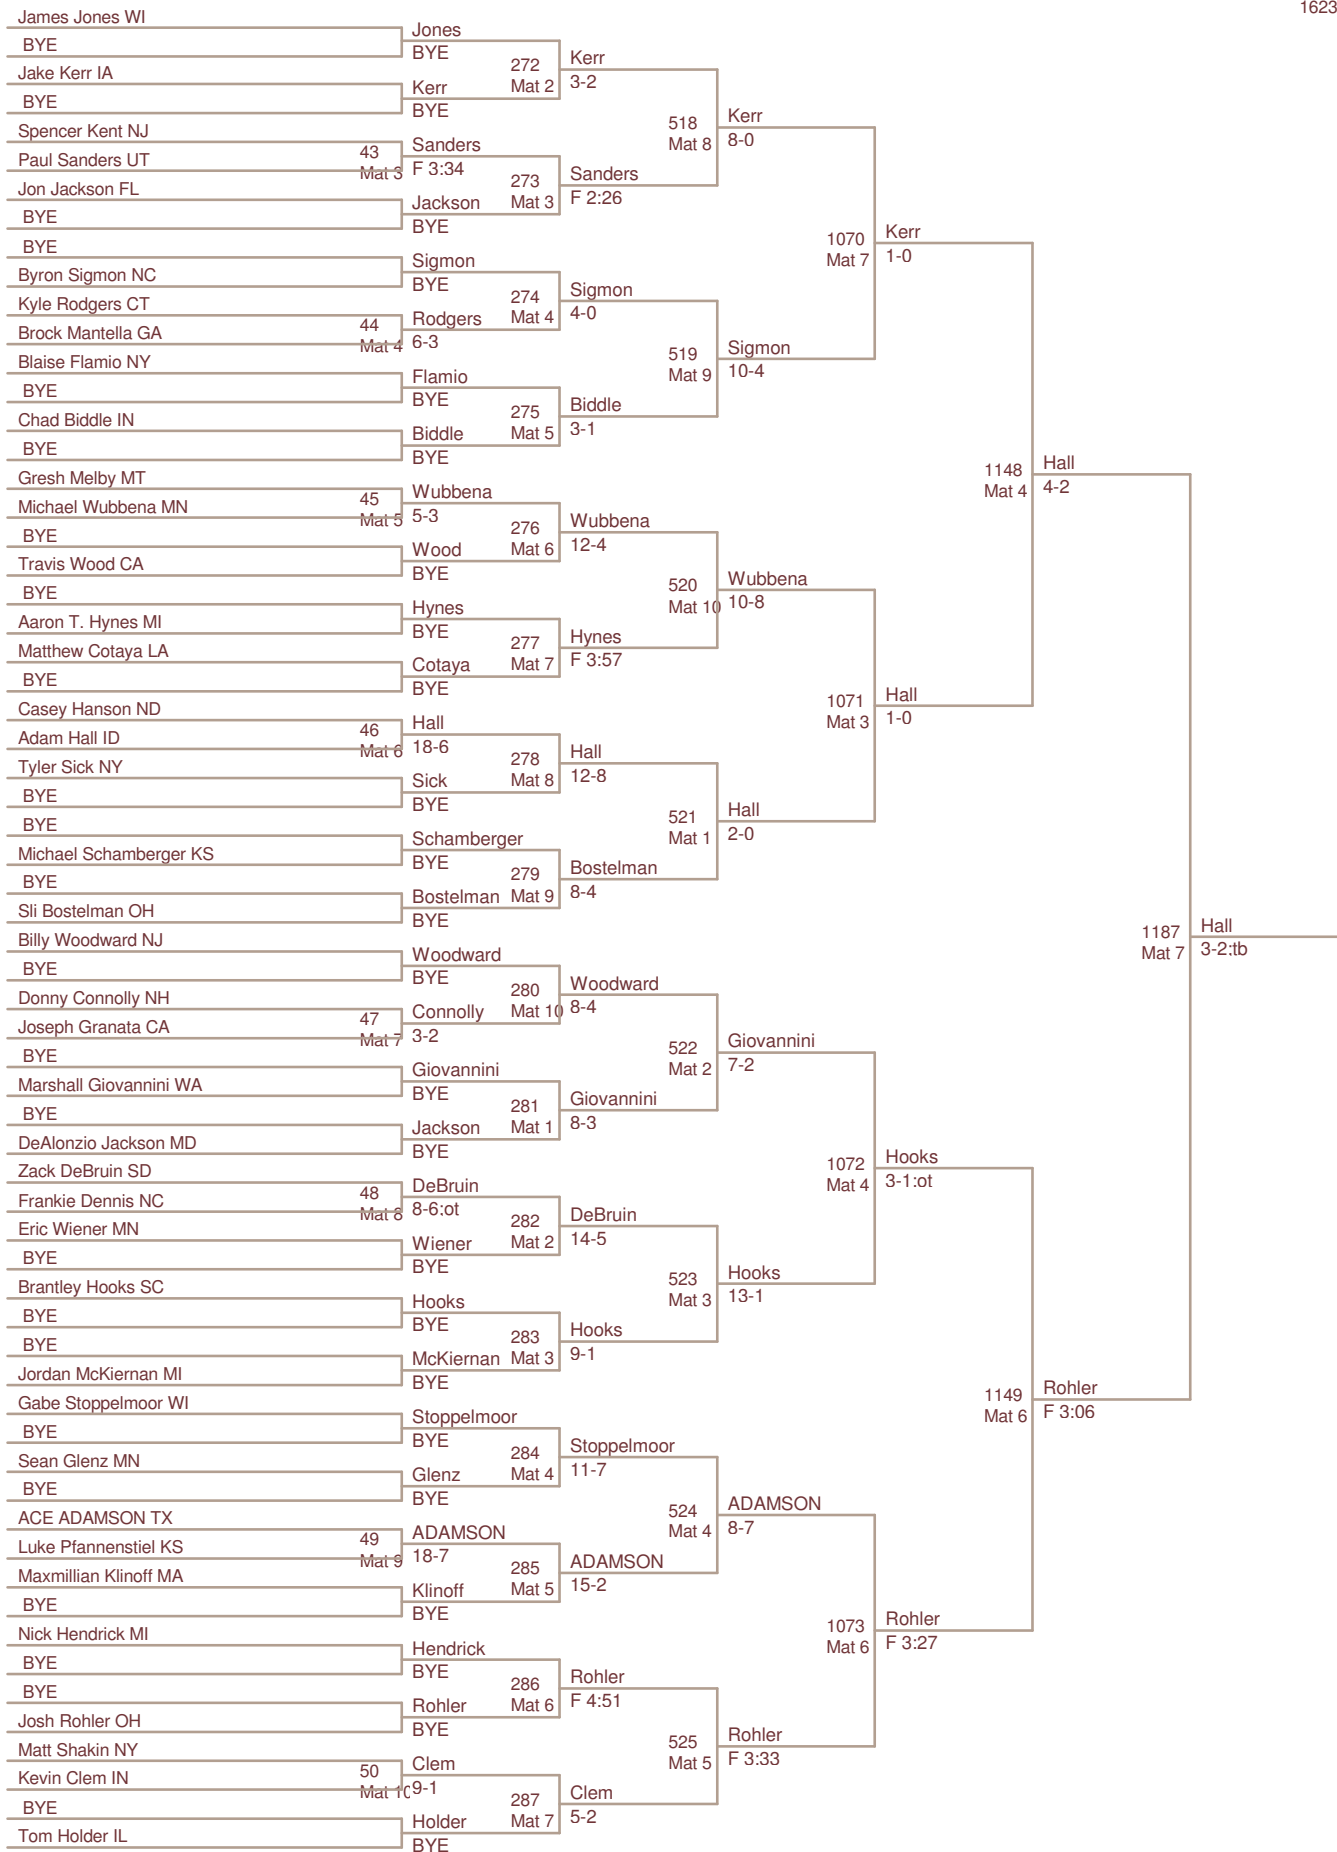 1623
James Jones WI
BYE
Jake Kerr IA
BYE
Spencer Kent NJ
Paul Sanders UT
Jon Jackson FL
BYE
BYE
Byron Sigmon NC
Kyle Rodgers CT
Brock Mantella GA
Blaise Flamio NY
BYE
Chad Biddle IN
BYE
Gresh Melby MT
Michael Wubbena MN
BYE
Travis Wood CA
BYE
Aaron T. Hynes MI
Matthew Cotaya LA
BYE
Casey Hanson ND
Adam Hall ID
Tyler Sick NY
BYE
BYE
Michael Schamberger KS
BYE
Sli Bostelman OH
Billy Woodward NJ
BYE
Donny Connolly NH
Joseph Granata CA
BYE
Marshall Giovannini WA
BYE
DeAlonzio Jackson MD
Zack DeBruin SD
Frankie Dennis NC
Eric Wiener MN
BYE
Brantley Hooks SC
BYE
BYE
Jordan McKiernan MI
Gabe Stoppelmoor WI
BYE
Sean Glenz MN
BYE
ACE ADAMSON TX
Luke Pfannenstiel KS
Maxmillian Klinoff MA
BYE
Nick Hendrick MI
BYE
BYE
Josh Rohler OH
Matt Shakin NY
Kevin Clem IN
BYE
Tom Holder IL
43
Mat 3
44
Mat 4
45
Mat 5
46
Mat 6
47
Mat 7
48
Mat 8
49
Mat 9
50
Mat 10
Jones
BYE
Kerr
BYE
Sanders
F 3:34
Jackson
BYE
Sigmon
BYE
Rodgers
6-3
Flamio
BYE
Biddle
BYE
Wubbena
5-3
Wood
BYE
Hynes
BYE
Cotaya
BYE
Hall
18-6
Sick
BYE
Schamberger
BYE
Bostelman
BYE
Woodward
BYE
Connolly
3-2
Giovannini
BYE
Jackson
BYE
DeBruin
8-6:ot
Wiener
BYE
Hooks
BYE
McKiernan
BYE
Stoppelmoor
BYE
Glenz
BYE
ADAMSON
18-7
Klinoff
BYE
Hendrick
BYE
Rohler
BYE
Clem
9-1
Holder
BYE
272
Mat 2
273
Mat 3
274
Mat 4
275
Mat 5
276
Mat 6
277
Mat 7
278
Mat 8
279
Mat 9
280
Mat 10
281
Mat 1
282
Mat 2
283
Mat 3
284
Mat 4
285
Mat 5
286
Mat 6
287
Mat 7
Kerr
3-2
Sanders
F 2:26
Sigmon
4-0
Biddle
3-1
Wubbena
12-4
Hynes
F 3:57
Hall
12-8
Bostelman
8-4
Woodward
8-4
Giovannini
8-3
DeBruin
14-5
Hooks
9-1
Stoppelmoor
11-7
ADAMSON
15-2
Rohler
F 4:51
Clem
5-2
518
Mat 8
519
Mat 9
520
Mat 10
521
Mat 1
522
Mat 2
523
Mat 3
524
Mat 4
525
Mat 5
Kerr
8-0
Sigmon
10-4
Wubbena
10-8
Hall
2-0
Giovannini
7-2
Hooks
13-1
ADAMSON
8-7
Rohler
F 3:33
1070
Mat 7
1071
Mat 3
1072
Mat 4
1073
Mat 6
Kerr
1-0
Hall
1-0
Hooks
3-1:ot
Rohler
F 3:27
1148
Mat 4
1149
Mat 6
Hall
4-2
Rohler
F 3:06
1187
Mat 7
Hall
3-2:tb